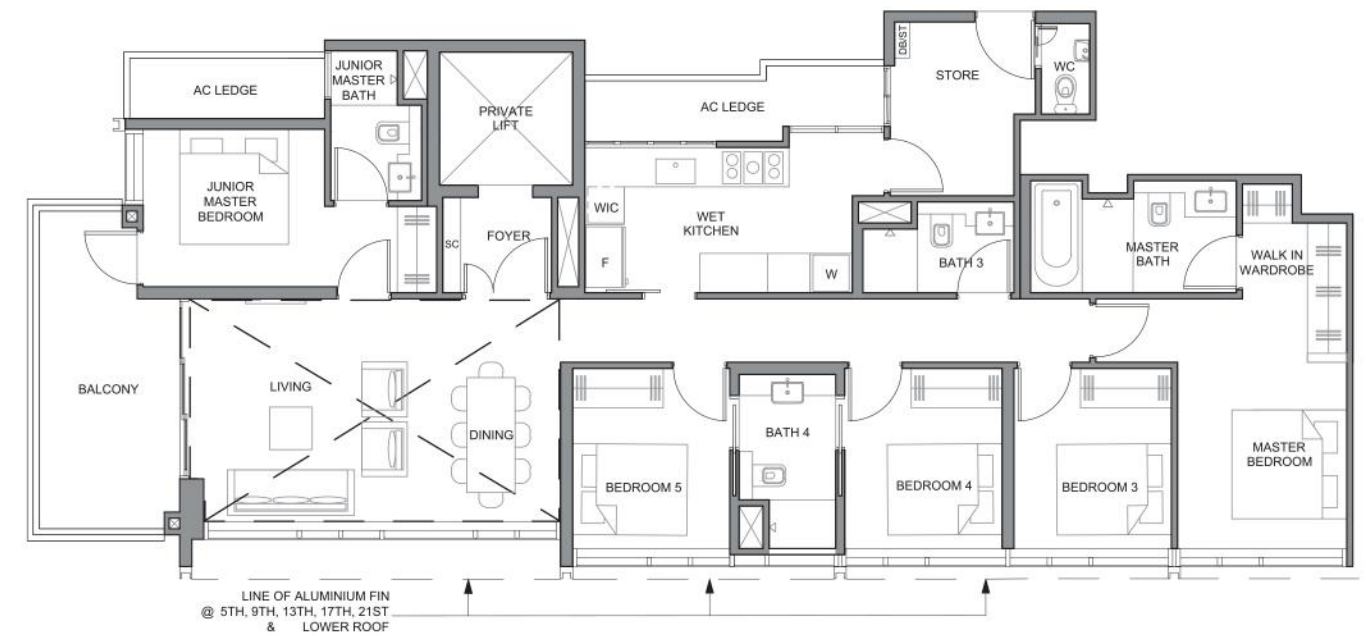 AC LEDGE
JUNIOR
MASTER
BATH
PRIVATE
LIFT
AC LEDGE
DB/ST
STORE
WC
JUNIOR
MASTER
BEDROOM
SC
FOYER
WIC
F
WET
KITCHEN
W
BATH 3
MASTER
BATH
WALK IN
WARDROBE
BALCONY
LIVING
DINING
BEDROOM 5
BATH 4
BEDROOM 4
BEDROOM 3
MASTER
BEDROOM
LINE OF ALUMINIUM FIN
@ 5TH, 9TH, 13TH, 17TH, 21ST
& LOWER ROOF